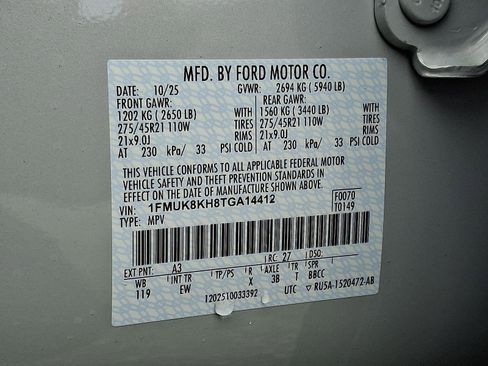 MFD. BY FORD MOTOR CO.
DATE: 10/25 GVWR: 2694 KG ( 5940 LB)
FRONT GAWR: REAR GAWR:
1202 KG ( 2650 LB) WITH 1560 KG ( 3440 LB) WITH
275/45R21 110W TIRES 275/45R21 110W TIRES
21x9.0J RIMS 21x9.0J RIMS
AT 230 kPa/ 33 PSI COLD AT 230 kPa/ 33 PSI COLD
THIS VEHICLE CONFORMS TO ALL APPLICABLE FEDERAL MOTOR
VEHICLE SAFETY AND THEFT PREVENTION STANDARDS IN
EFFECT ON THE DATE OF MANUFACTURE SHOWN ABOVE.
VIN: 1FMUK8KH8TGA14412 F0070
TYPE: MPV T0149
EXT PNT: A3 RC: 27 DSO:
WB INT TR TP/PS R AXLE TR SPR
119 EW X 3B T BBCC
1202510033392 UTC RU5A-1520472-AB